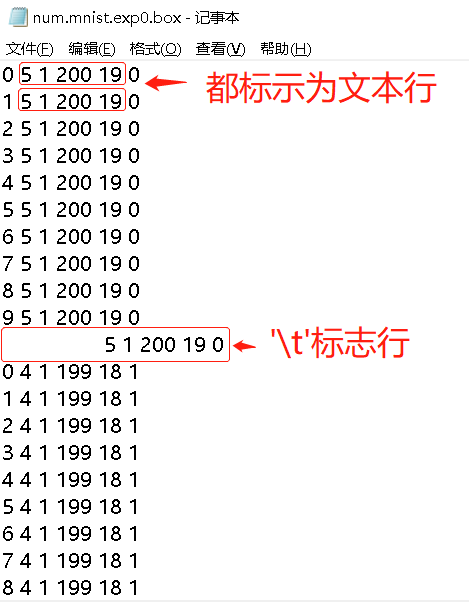 num.mnist.exp0.box - 记事本
文件(F) 编辑(E) 格式(O) 查看(V) 帮助(H)
0 5 1 200 19 0
都标示为文本行
1 5 1 200 19 0
2 5 1 200 19 0
3 5 1 200 19 0
4 5 1 200 19 0
5 5 1 200 19 0
6 5 1 200 19 0
7 5 1 200 19 0
8 5 1 200 19 0
9 5 1 200 19 0
5 1 200 19 0
'\t'标志行
0 4 1 199 18 1
1 4 1 199 18 1
2 4 1 199 18 1
3 4 1 199 18 1
4 4 1 199 18 1
5 4 1 199 18 1
6 4 1 199 18 1
7 4 1 199 18 1
8 4 1 199 18 1